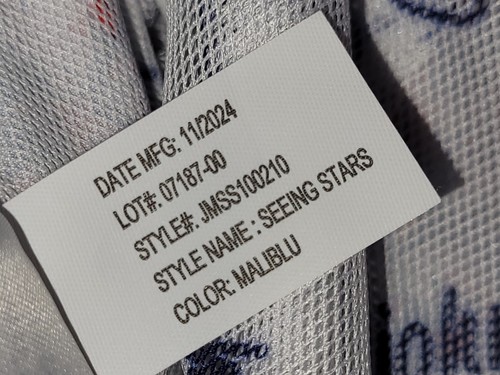 DATE MFG: 11/2024
LOT#: 07187-00
STYLE#: JMSS100210
STYLE NAME : SEEING STARS
COLOR: MALIBLU